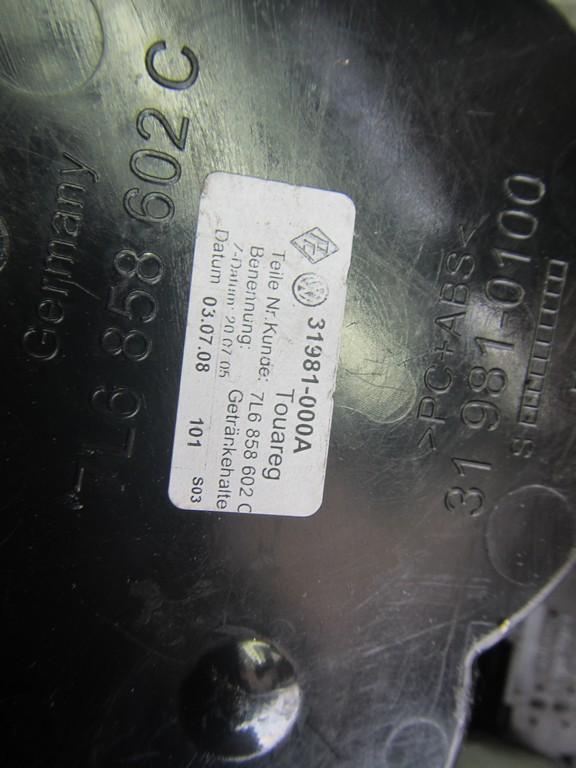 Germany
7L6 858 602 C
31981-000A
Touareg
Teile Nr.Kunde: 7L6 858 602 C
Benennung: Getränkehalte
Z-Datum: 20.07.05
Datum 03.07.08 101 S03
>PC+ABS<
31 981-0100
S